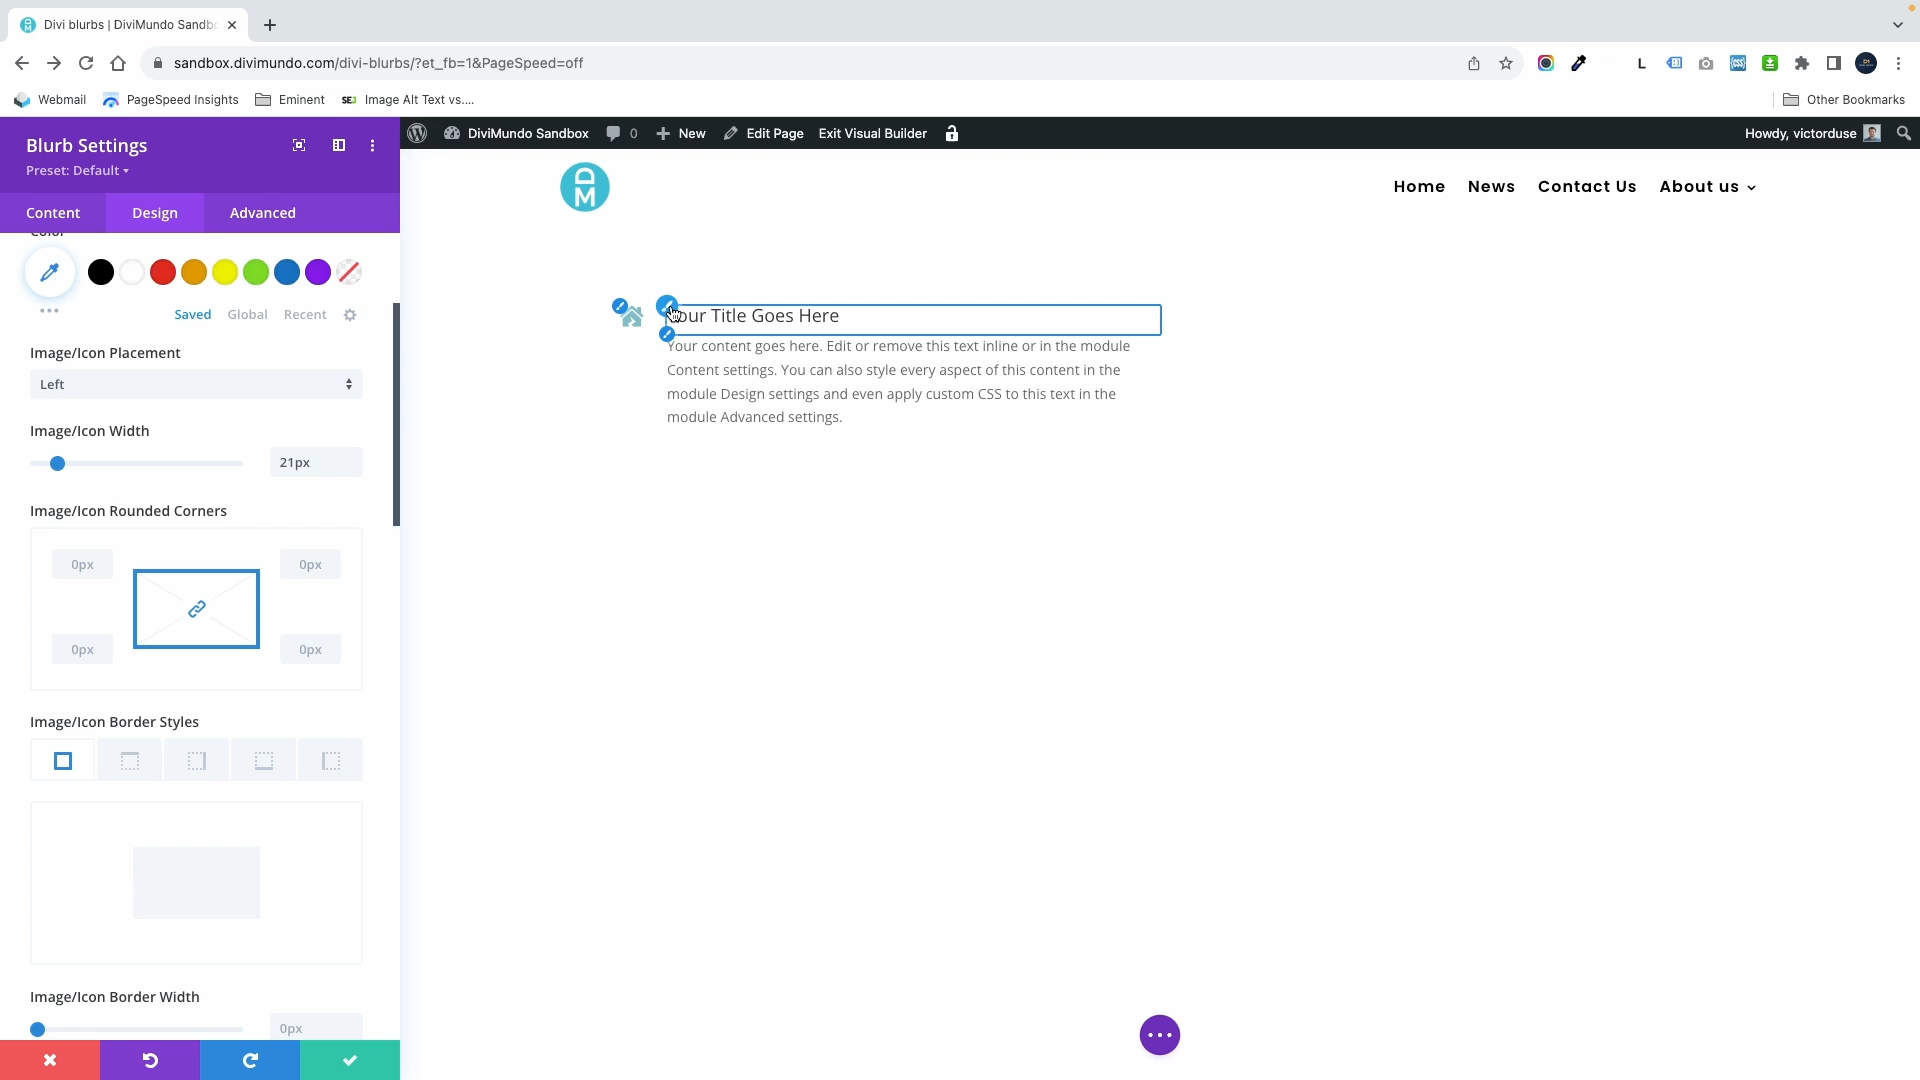 Divi blurbs | DiviMundo Sandbo
sandbox.divimundo.com/divi-blurbs/?et_fb=1&PageSpeed=off
Webmail
PageSpeed Insights
Eminent
SEJ
Image Alt Text vs....
Other Bookmarks
L
Blurb Settings
Preset: Default
DiviMundo Sandbox
0
New
Edit Page
Exit Visual Builder
Howdy, victorduse
Content
Design
Advanced
DM
Home
News
Contact Us
About us
Color
Saved
Global
Recent
Image/Icon Placement
Left
Image/Icon Width
21px
Image/Icon Rounded Corners
0px
0px
0px
0px
Image/Icon Border Styles
Image/Icon Border Width
0px
Your Title Goes Here
Your content goes here. Edit or remove this text inline or in the module
Content settings. You can also style every aspect of this content in the
module Design settings and even apply custom CSS to this text in the
module Advanced settings.